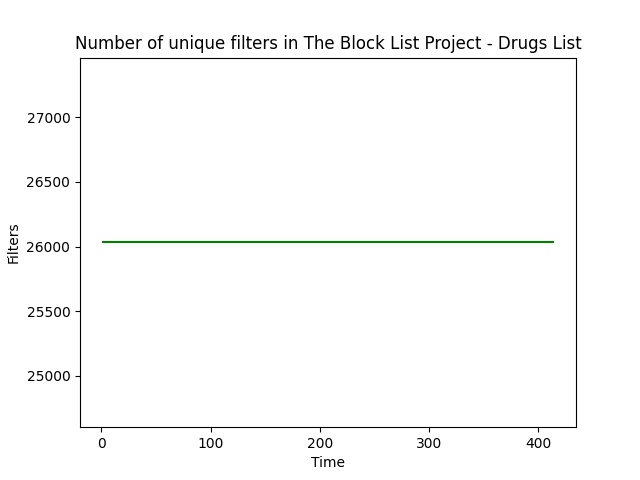 Number of unique filters in The Block List Project - Drugs List
27000
26500
26000
25500
25000
Filters
0 100 200 300 400
Time